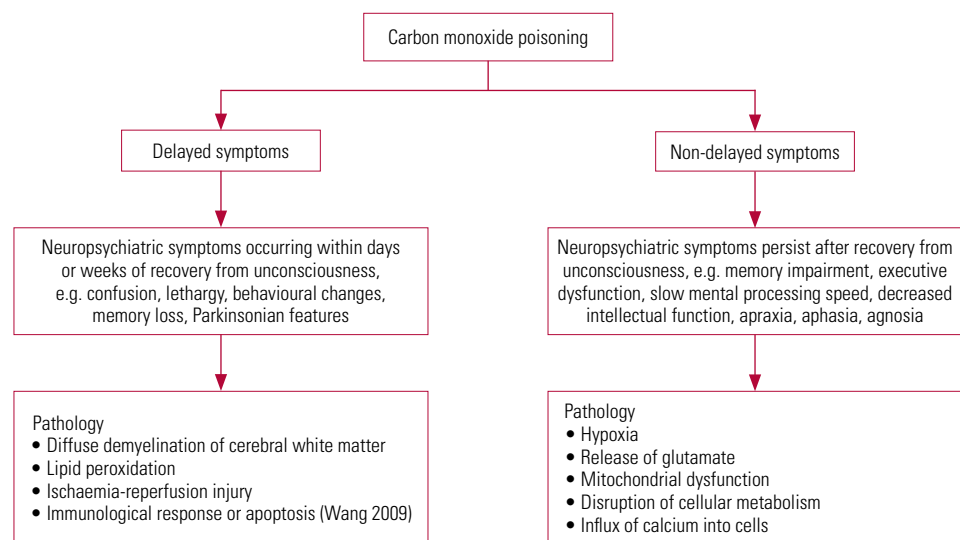 Carbon monoxide poisoning
Delayed symptoms
Non-delayed symptoms
Neuropsychiatric symptoms occurring within days
or weeks of recovery from unconsciousness,
e.g. confusion, lethargy, behavioural changes,
memory loss, Parkinsonian features
Neuropsychiatric symptoms persist after recovery from
unconsciousness, e.g. memory impairment, executive
dysfunction, slow mental processing speed, decreased
intellectual function, apraxia, aphasia, agnosia
Pathology
• Diffuse demyelination of cerebral white matter
• Lipid peroxidation
• Ischaemia-reperfusion injury
• Immunological response or apoptosis (Wang 2009)
Pathology
• Hypoxia
• Release of glutamate
• Mitochondrial dysfunction
• Disruption of cellular metabolism
• Influx of calcium into cells